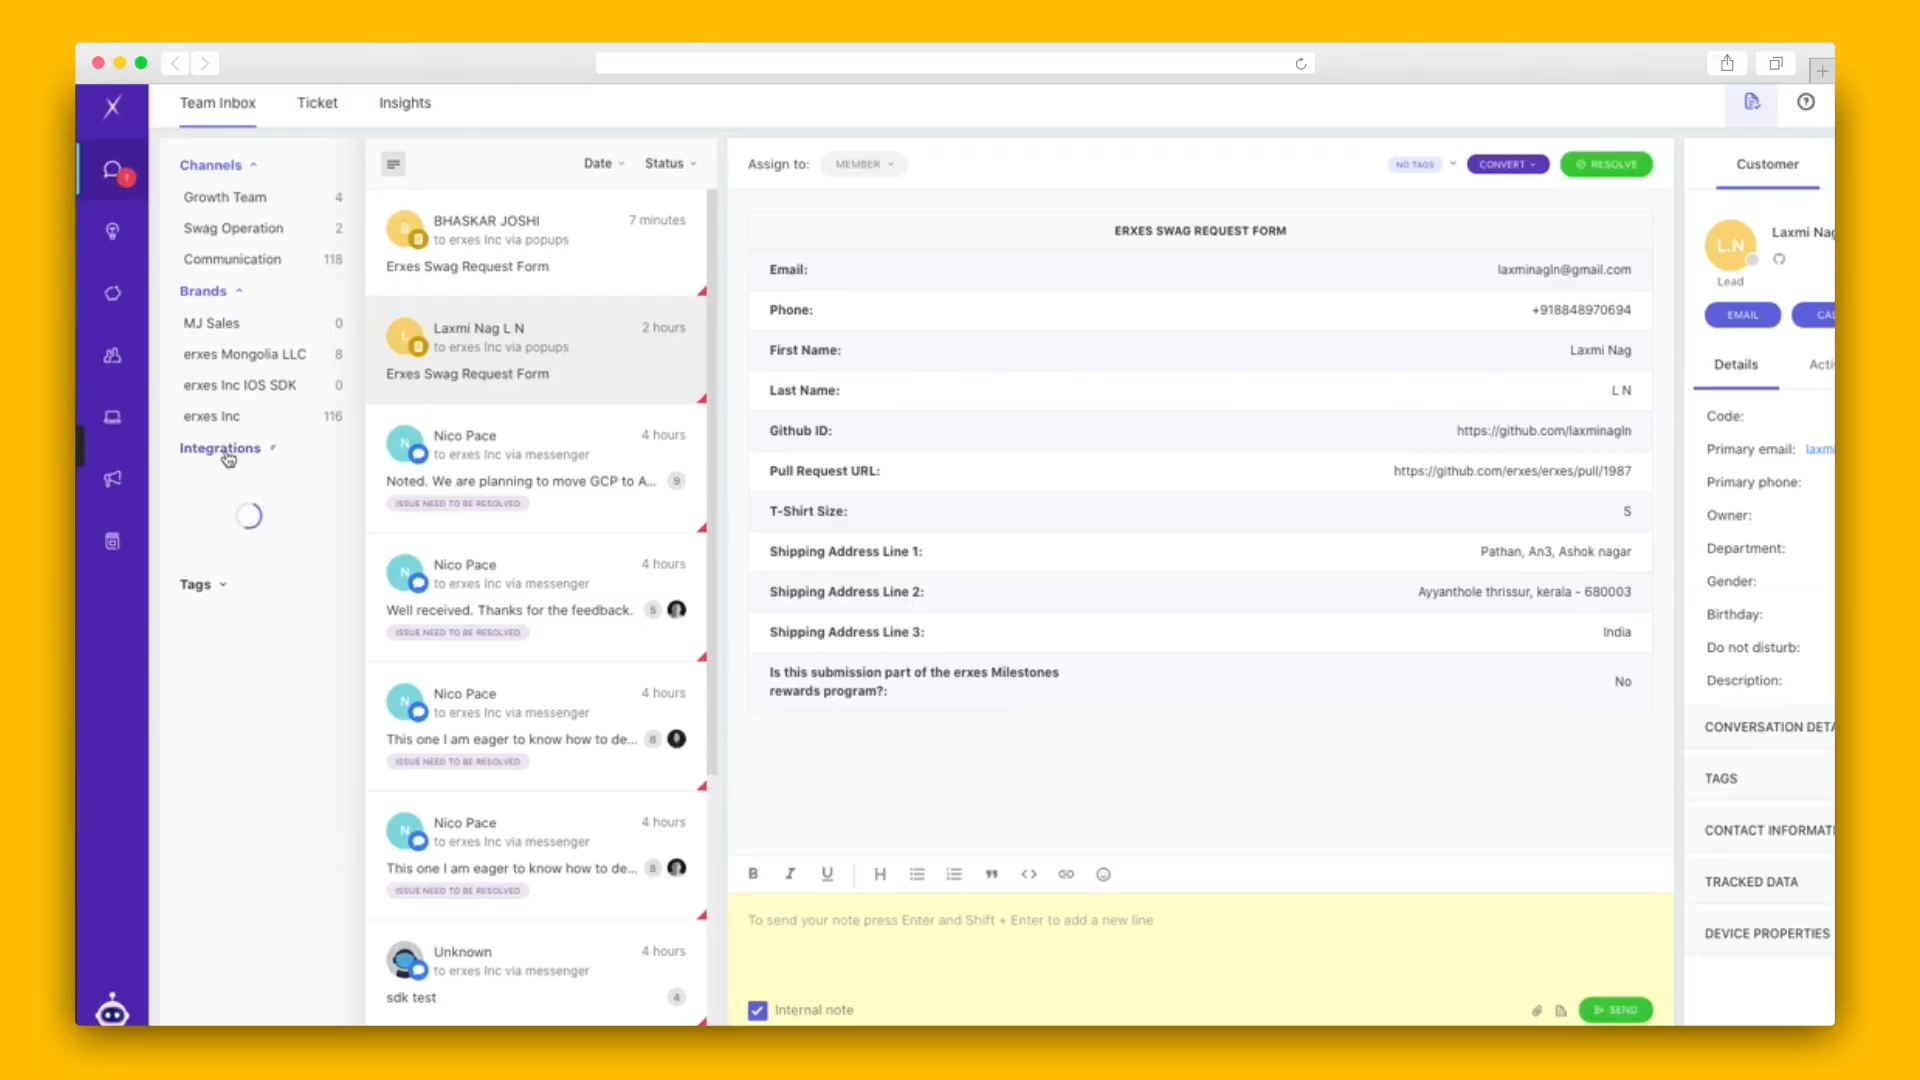 Team Inbox
Ticket
Insights
Channels
Growth Team 4
Swag Operation 2
Communication 118
Brands
MJ Sales 0
erxes Mongolia LLC 8
erxes Inc IOS SDK 0
erxes Inc 116
Integrations
Tags
Date
Status
BHASKAR JOSHI 7 minutes
to erxes Inc via popups
Erxes Swag Request Form
Laxmi Nag L N 2 hours
to erxes Inc via popups
Erxes Swag Request Form
N
Nico Pace 4 hours
to erxes Inc via messenger
Noted. We are planning to move GCP to A... 9
ISSUE NEED TO BE RESOLVED
N
Nico Pace 4 hours
to erxes Inc via messenger
Well received. Thanks for the feedback. 5
ISSUE NEED TO BE RESOLVED
N
Nico Pace 4 hours
to erxes Inc via messenger
This one I am eager to know how to de... 8
ISSUE NEED TO BE RESOLVED
N
Nico Pace 4 hours
to erxes Inc via messenger
This one I am eager to know how to de... 8
ISSUE NEED TO BE RESOLVED
Unknown 4 hours
to erxes Inc via messenger
sdk test 4
Assign to: MEMBER
NO TAGS
CONVERT
RESOLVE
ERXES SWAG REQUEST FORM
Email: laxminagln@gmail.com
Phone: +918848970694
First Name: Laxmi Nag
Last Name: L N
Github ID: https://github.com/laxminagln
Pull Request URL: https://github.com/erxes/erxes/pull/1987
T-Shirt Size: S
Shipping Address Line 1: Pathan, An3, Ashok nagar
Shipping Address Line 2: Ayyanthole thrissur, kerala - 680003
Shipping Address Line 3: India
Is this submission part of the erxes Milestones
rewards program?: No
B I U H
To send your note press Enter and Shift + Enter to add a new line
Internal note
SEND
Customer
L.N
Laxmi Nag
Lead
EMAIL
CAL
Details
Acti
Code:
Primary email: laxmi
Primary phone:
Owner:
Department:
Gender:
Birthday:
Do not disturb:
Description:
CONVERSATION DETA
TAGS
CONTACT INFORMATI
TRACKED DATA
DEVICE PROPERTIES